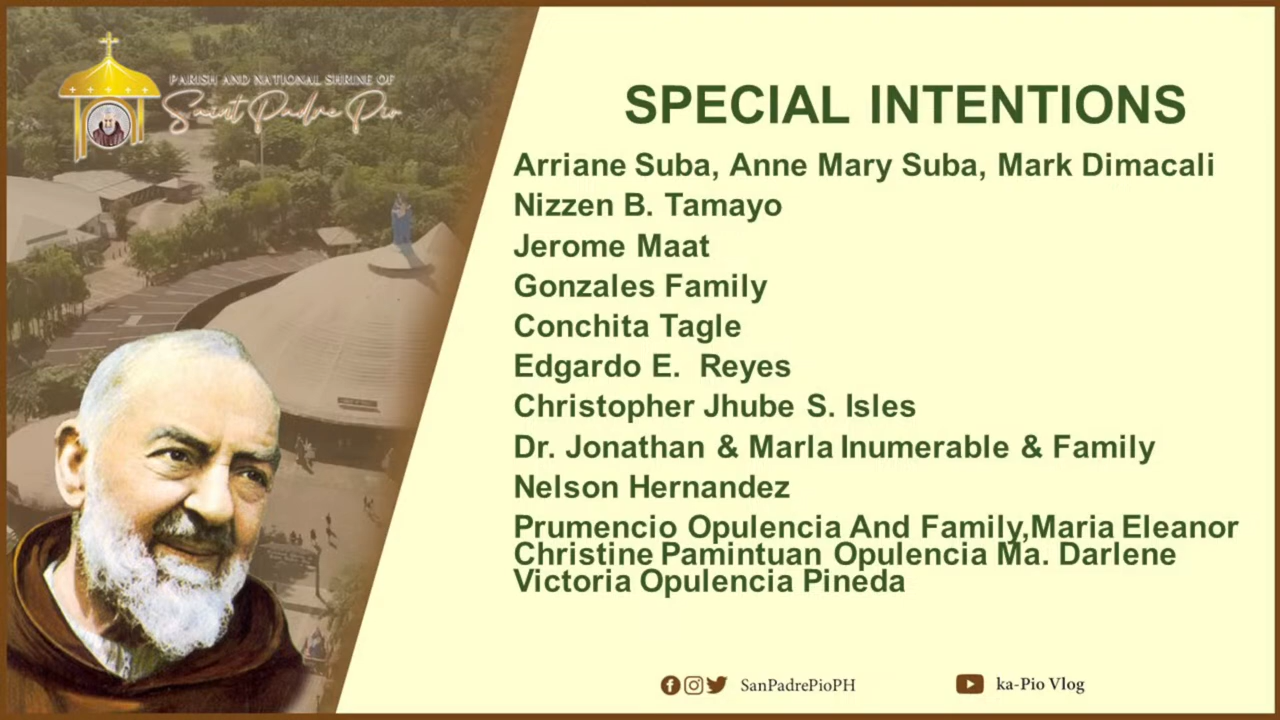 PARISH AND NATIONAL SHRINE OF
Saint Padre Pio
SPECIAL INTENTIONS
Arriane Suba, Anne Mary Suba, Mark Dimacali
Nizzen B. Tamayo
Jerome Maat
Gonzales Family
Conchita Tagle
Edgardo E.  Reyes
Christopher Jhube S. Isles
Dr. Jonathan & Marla Inumerable & Family
Nelson Hernandez
Prumencio Opulencia And Family,Maria Eleanor
Christine Pamintuan Opulencia Ma. Darlene
Victoria Opulencia Pineda
SanPadrePioPH
ka-Pio Vlog